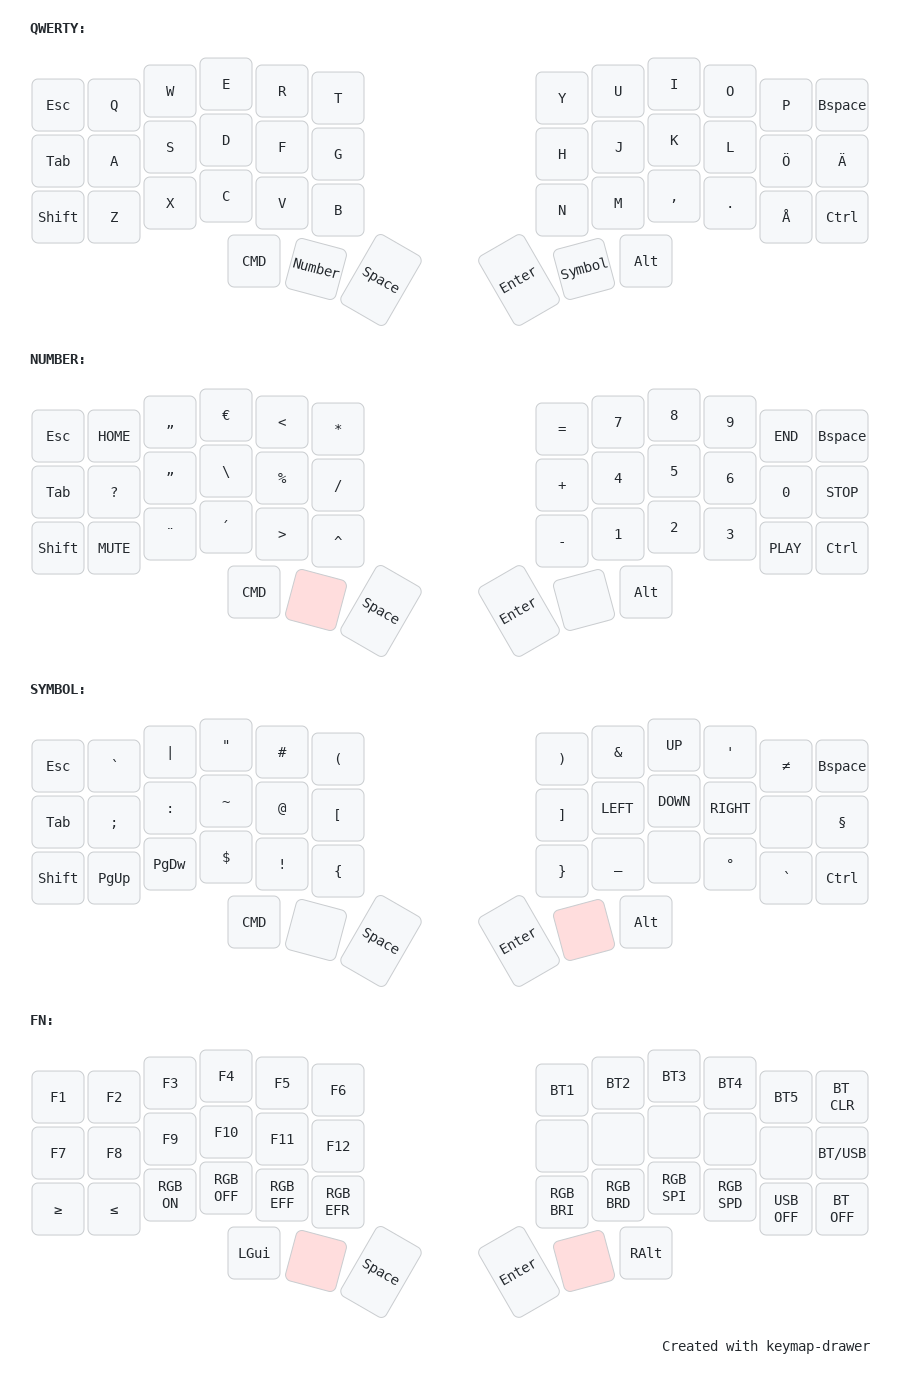 QWERTY:
Esc Q W E R T Y U I O P Bspace
Tab A S D F G H J K L Ö Ä
Shift Z X C V B N M , . Å Ctrl
CMD Number Space Enter Symbol Alt
NUMBER:
Esc HOME „ € < * = 7 8 9 END Bspace
Tab ? ” \ % / + 4 5 6 0 STOP
Shift MUTE ¨ ´ > ^ - 1 2 3 PLAY Ctrl
CMD Space Enter Alt
SYMBOL:
Esc ` | " # ( ) & UP ' ≠ Bspace
Tab ; : ~ @ [ ] LEFT DOWN RIGHT §
Shift PgUp PgDw $ ! { } – ° ` Ctrl
CMD Space Enter Alt
FN:
F1 F2 F3 F4 F5 F6 BT1 BT2 BT3 BT4 BT5 BT CLR
F7 F8 F9 F10 F11 F12 BT/USB
≥ ≤ RGB ON RGB OFF RGB EFF RGB EFR RGB BRI RGB BRD RGB SPI RGB SPD USB OFF BT OFF
LGui Space Enter RAlt
Created with keymap-drawer